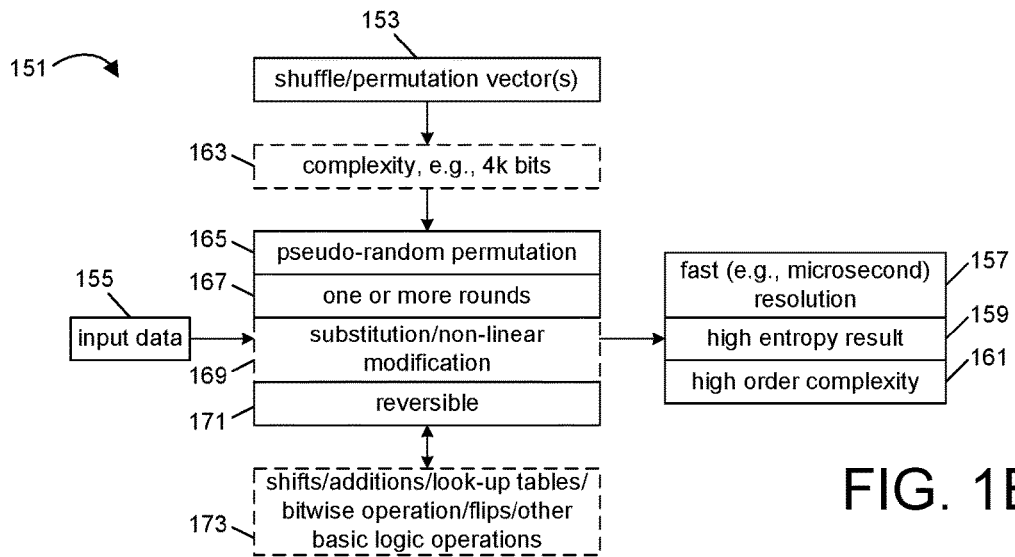 153
151
shuffle/permutation vector(s)
163
complexity, e.g., 4k bits
165
pseudo-random permutation
167
one or more rounds
155
input data
substitution/non-linear
modification
169
reversible
171
shifts/additions/look-up tables/
bitwise operation/flips/other
basic logic operations
173
fast (e.g., microsecond)
resolution
157
high entropy result
159
high order complexity
161
FIG. 1B